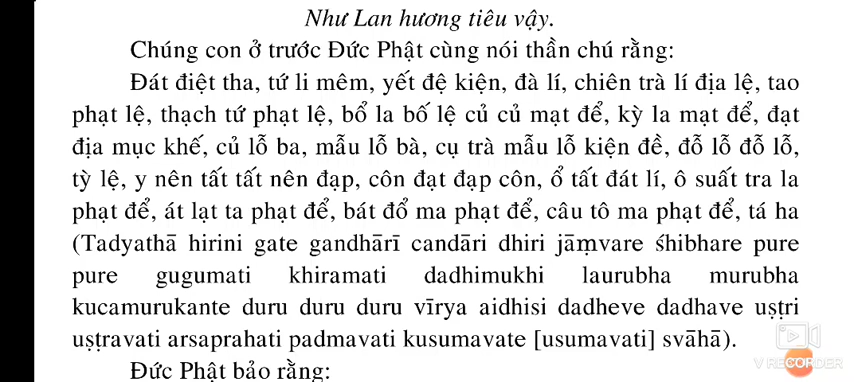 Như Lan hương tiêu vậy.
Chúng con ở trước Đức Phật cùng nói thần chú rằng:
Đát điệt tha, tứ li mêm, yết đệ kiện, đà lí, chiên trà lí địa lệ, tao
phạt lệ, thạch tứ phạt lệ, bổ la bố lệ củ củ mạt để, kỳ la mạt để, đạt
địa mục khế, củ lỗ ba, mẫu lỗ bà, cụ trà mẫu lỗ kiện đề, đỗ lỗ đỗ lỗ,
tỳ lệ, y nên tất tất nên đạp, côn đạt đạp côn, ổ tất đát lí, ô suất tra la
phạt để, át lạt ta phạt để, bát đổ ma phạt để, câu tô ma phạt để, tá ha
(Tadyathā hirini gate gandhārī candāri dhiri jāṃvare śhibhare pure
pure gugumati khiramati dadhimukhi laurubha murubha
kucamurukante duru duru duru vīrya aidhisi dadheve dadhave uṣṭri
uṣṭravati arsaprahati padmavati kusumavate [usumavati] svāhā).
V RECORDER
Đức Phật bảo rằng: